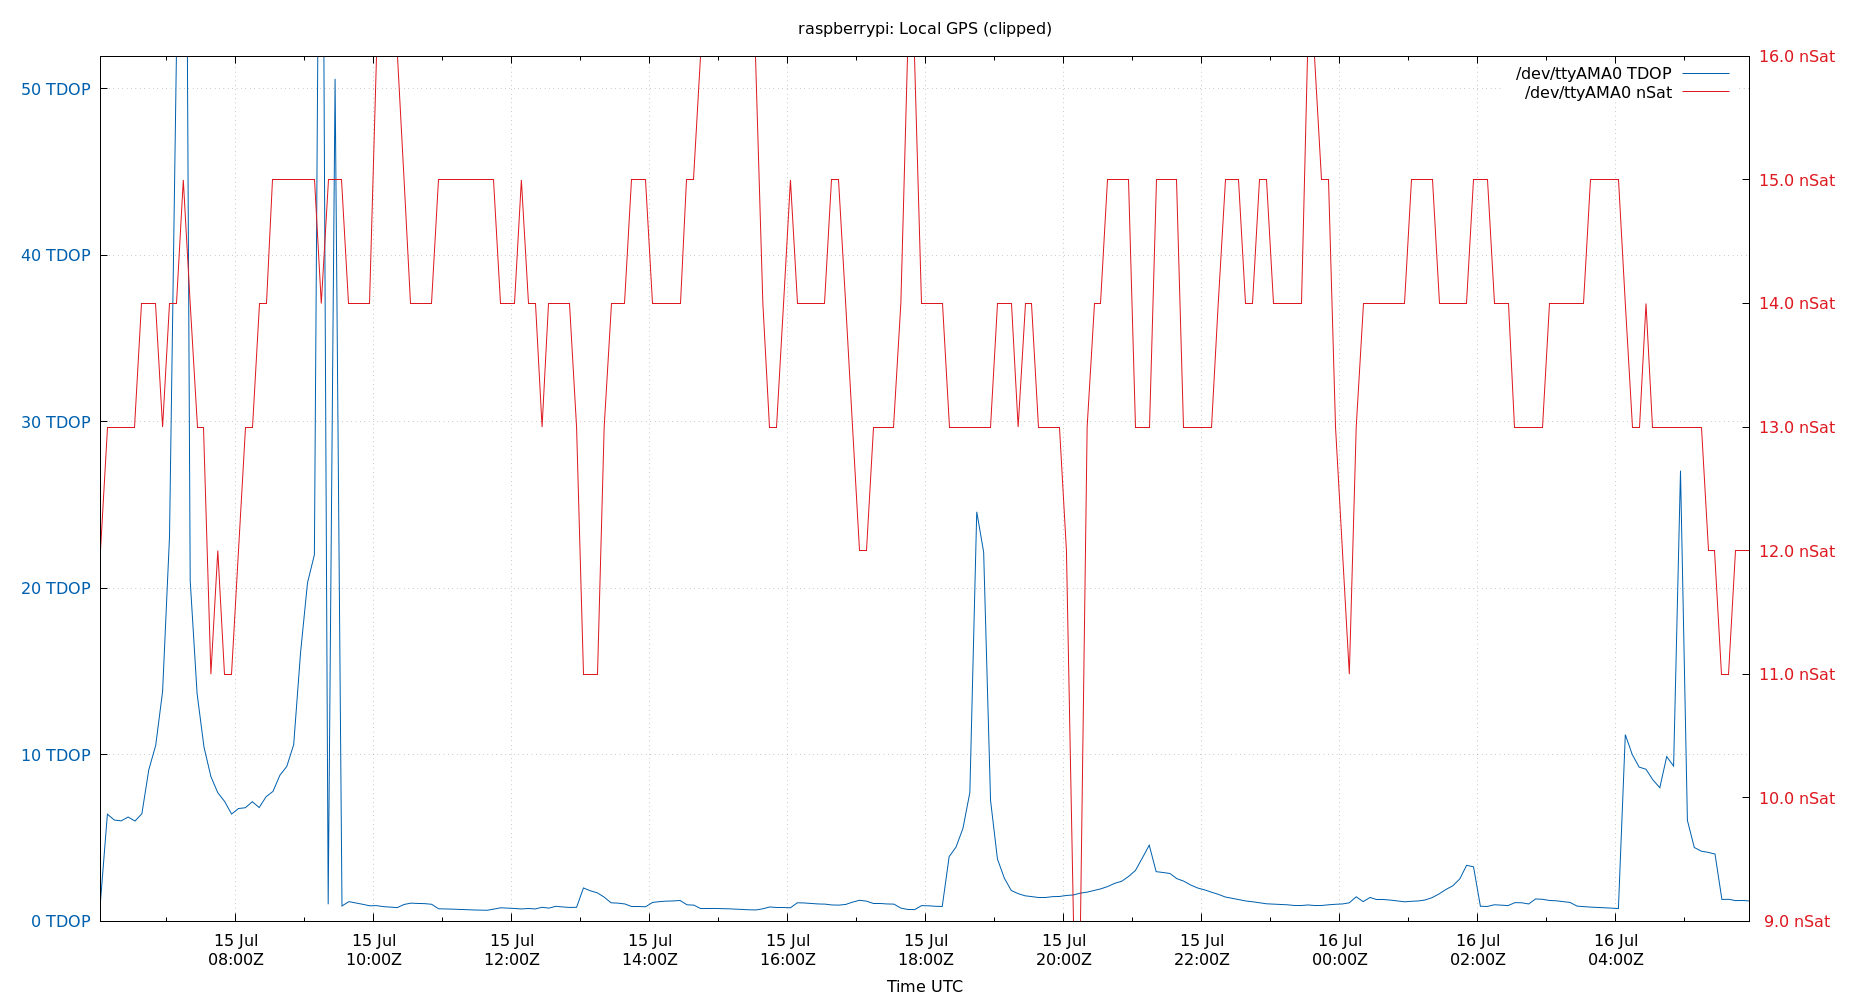 raspberrypi: Local GPS (clipped)
/dev/ttyAMA0 TDOP
/dev/ttyAMA0 nSat
50 TDOP
40 TDOP
30 TDOP
20 TDOP
10 TDOP
0 TDOP
16.0 nSat
15.0 nSat
14.0 nSat
13.0 nSat
12.0 nSat
11.0 nSat
10.0 nSat
9.0 nSat
15 Jul
08:00Z
15 Jul
10:00Z
15 Jul
12:00Z
15 Jul
14:00Z
15 Jul
16:00Z
15 Jul
18:00Z
15 Jul
20:00Z
15 Jul
22:00Z
16 Jul
00:00Z
16 Jul
02:00Z
16 Jul
04:00Z
Time UTC